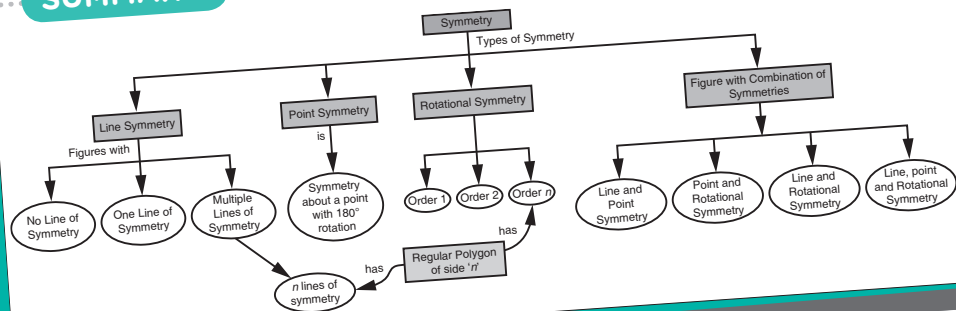 Symmetry
Types of Symmetry
Line Symmetry
Point Symmetry
Rotational Symmetry
Figure with Combination of
Symmetries
Figures with
is
No Line of
Symmetry
One Line of
Symmetry
Multiple
Lines of
Symmetry
Symmetry
about a point
with 180°
rotation
Order 1
Order 2
Order n
Line and
Point
Symmetry
Point and
Rotational
Symmetry
Line and
Rotational
Symmetry
Line, point
and Rotational
Symmetry
has
has
Regular Polygon
of side 'n'
n lines of
symmetry